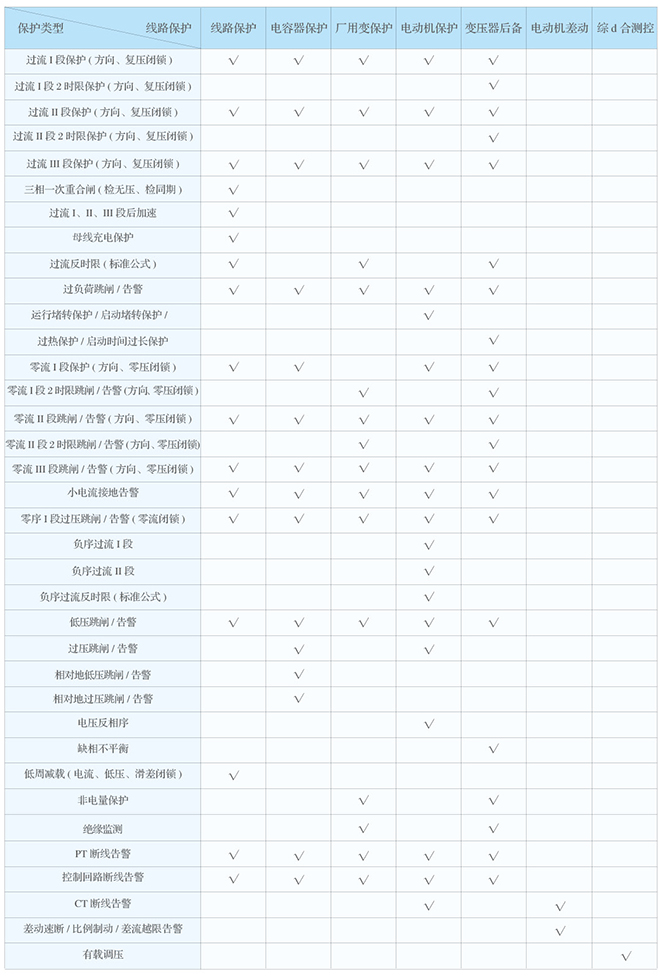 保护类型 线路保护 线路保护 电容器保护 厂用变保护 电动机保护 变压器后备 电动机差动 综d合测控
过流 I 段保护 ( 方向、复压闭锁 ) √ √ √ √ √
过流 I 段 2 时限保护 ( 方向、复压闭锁 ) √
过流 II 段保护 ( 方向、复压闭锁 ) √ √ √ √ √
过流 II 段 2 时限保护 ( 方向、复压闭锁 ) √
过流 III 段保护 ( 方向、复压闭锁 ) √ √ √ √ √
三相一次重合闸 ( 检无压、检同期 ) √
过流 I、II、III 段后加速 √
母线充电保护 √
过流反时限 ( 标准公式 ) √ √ √
过负荷跳闸 / 告警 √ √ √ √ √
运行堵转保护 / 启动堵转保护 / √
过热保护 / 启动时间过长保护 √
零流 I 段保护 ( 方向、零压闭锁 ) √ √ √ √
零流 I 段 2 时限跳闸 / 告警 (方向, 零压闭锁 ) √ √
零流 II 段跳闸 / 告警 ( 方向、零压闭锁 ) √ √ √ √ √
零流 II 段 2 时限跳闸 / 告警 ( 方向、零压闭锁) √ √
零流 III 段跳闸 / 告警 ( 方向、零压闭锁 ) √ √ √ √ √
小电流接地告警 √ √ √ √ √
零序 I 段过压跳闸 / 告警 ( 零流闭锁 ) √ √ √ √ √
负序过流 I 段 √
负序过流 II 段 √
负序过流反时限 ( 标准公式 ) √
低压跳闸 / 告警 √ √ √ √ √
过压跳闸 / 告警 √ √
相对地低压跳闸 / 告警 √
相对地过压跳闸 / 告警 √
电压反相序 √
缺相不平衡 √
低周减载 ( 电流、低压、滑差闭锁 ) √
非电量保护 √ √
绝缘监测 √ √
PT 断线告警 √ √ √ √ √
控制回路断线告警 √ √ √ √ √
CT 断线告警 √ √
差动速断 / 比例制动 / 差流越限告警 √
有载调压 √